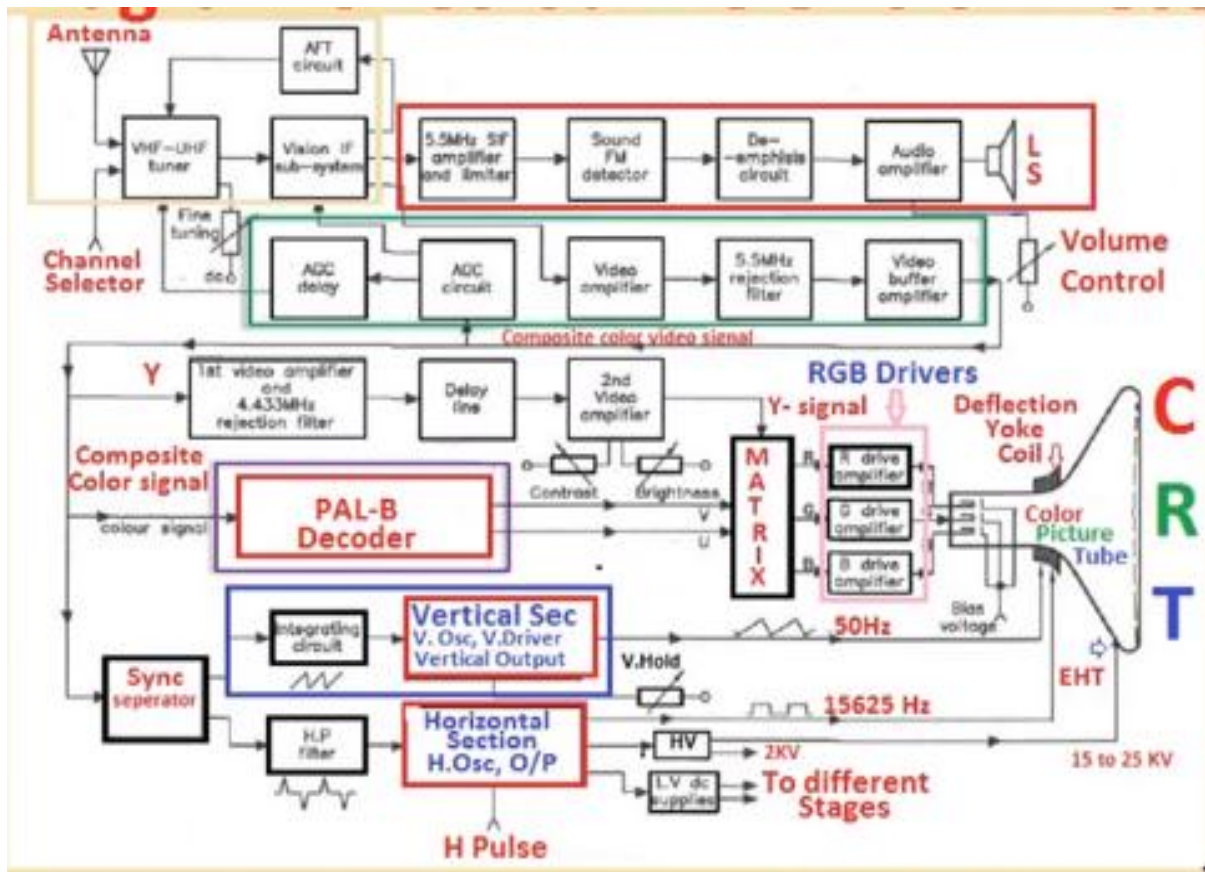 Antenna
AFT
circuit
VHF-UHF
tuner
Vision IF
sub-system
5.5MHz SIF
amplifier
and limiter
Sound
FM
detector
De-
-emphisis
circuit
Audio
amplifier
L
S
Fine
tuning
dc
Channel
Selector
AGC
delay
AGC
circuit
Video
amplifier
5.5MHz
rejection
filter
Video
buffer
amplifier
Volume
Control
Composite color video signal
Y
1st video amplifier
and
4.433MHz
rejection filter
Delay
line
2nd
Video
amplifier
Y- signal
RGB Drivers
Deflection
Yoke
Coil
C
R
T
Contrast
Brightness
Composite
Color signal
colour signal
PAL-B
Decoder
V
U
MATRIX
R
G
B
R drive
amplifier
G drive
amplifier
B drive
amplifier
Color
Picture
Tube
Bias
voltage
Integrating
circuit
Vertical Sec
V. Osc, V.Driver
Vertical Output
50Hz
V.Hold
EHT
Sync
seperator
H.P
filter
Horizontal
Section
H.Osc, O/P
15625 Hz
HV
2KV
15 to 25 KV
L.V dc
supplies
To different
Stages
H Pulse